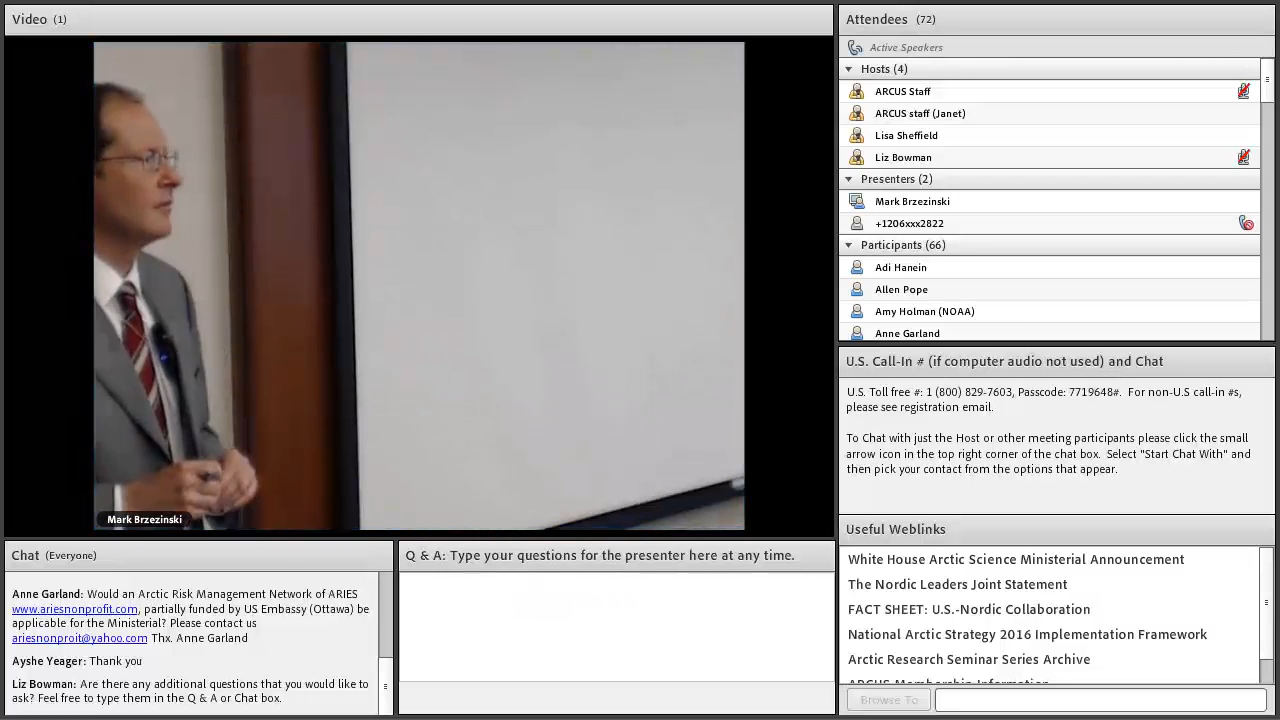 Video (1)
Mark Brzezinski
Attendees (72)
Active Speakers
Hosts (4)
ARCUS Staff
ARCUS staff (Janet)
Lisa Sheffield
Liz Bowman
Presenters (2)
Mark Brzezinski
+1206xxx2822
Participants (66)
Adi Hanein
Allen Pope
Amy Holman (NOAA)
Anne Garland
U.S. Call-In # (if computer audio not used) and Chat
U.S. Toll free #: 1 (800) 829-7603, Passcode: 7719648#.  For non-U.S call-in #s,
please see registration email.
To Chat with just the Host or other meeting participants please click the small
arrow icon in the top right corner of the chat box.  Select "Start Chat With" and
then pick your contact from the options that appear.
Chat (Everyone)
Anne Garland: Would an Arctic Risk Management Network of ARIES
www.ariesnonprofit.com, partially funded by US Embassy (Ottawa) be
applicable for the Ministerial? Please contact us
ariesnonproit@yahoo.com Thx. Anne Garland
Ayshe Yeager: Thank you
Liz Bowman: Are there any additional questions that you would like to
ask? Feel free to type them in the Q & A or Chat box.
Q & A: Type your questions for the presenter here at any time.
Useful Weblinks
White House Arctic Science Ministerial Announcement
The Nordic Leaders Joint Statement
FACT SHEET: U.S.-Nordic Collaboration
National Arctic Strategy 2016 Implementation Framework
Arctic Research Seminar Series Archive
ARCUS Membership Information
Browse To